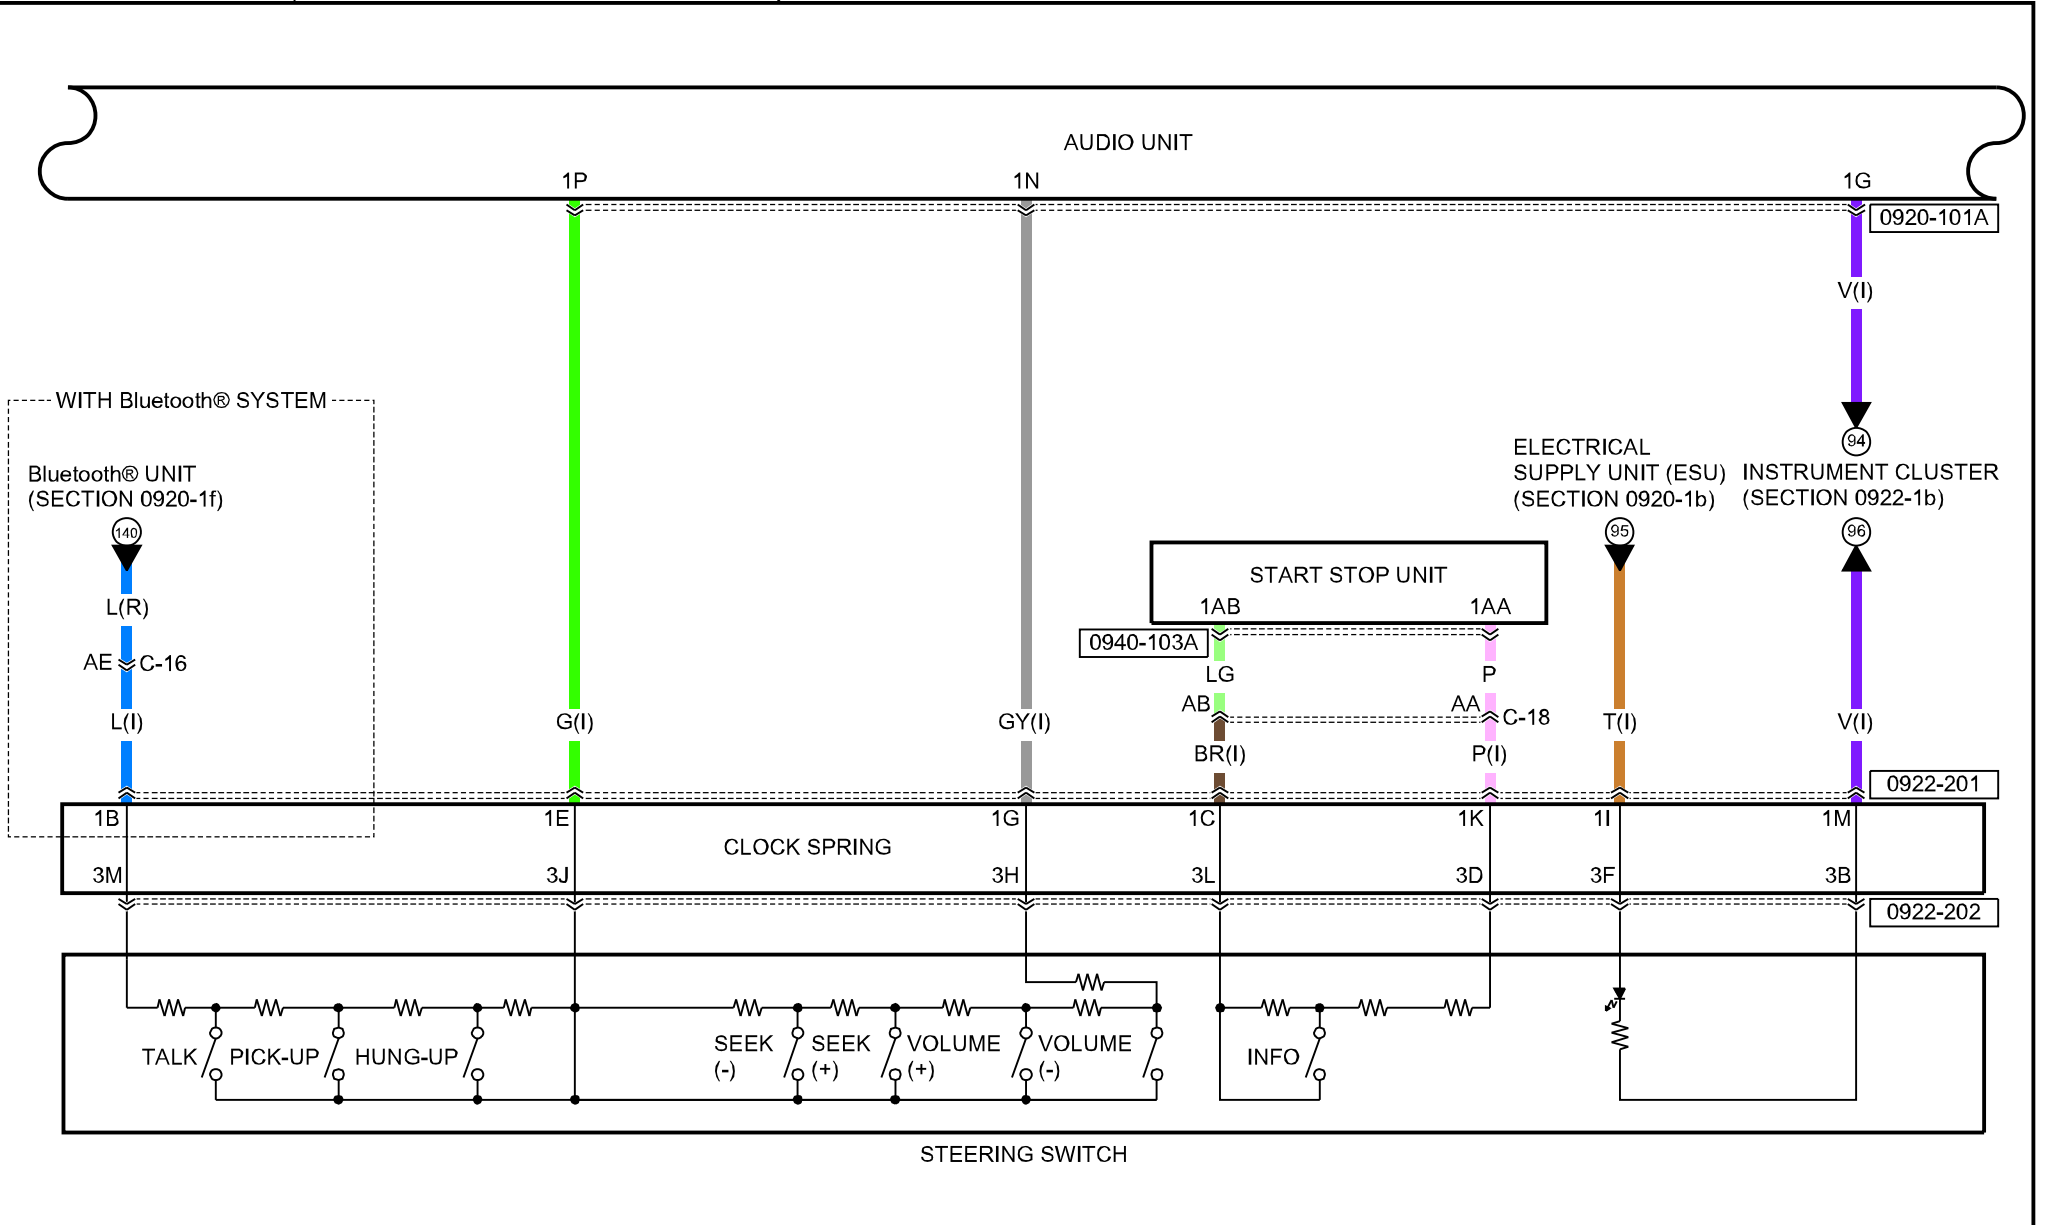 AUDIO UNIT
1P
1N
1G
0920-101A
V(I)
WITH Bluetooth® SYSTEM
94
Bluetooth® UNIT
(SECTION 0920-1f)
140
ELECTRICAL
SUPPLY UNIT (ESU)
(SECTION 0920-1b)
95
INSTRUMENT CLUSTER
(SECTION 0922-1b)
96
START STOP UNIT
1AB
1AA
L(R)
0940-103A
AE
C-16
LG
P
AB
AA
C-18
L(I)
G(I)
GY(I)
BR(I)
P(I)
T(I)
V(I)
0922-201
1B
1E
1G
1C
1K
1I
1M
CLOCK SPRING
3M
3J
3H
3L
3D
3F
3B
0922-202
TALK
PICK-UP
HUNG-UP
SEEK
(-)
SEEK
(+)
VOLUME
(+)
VOLUME
(-)
INFO
STEERING SWITCH